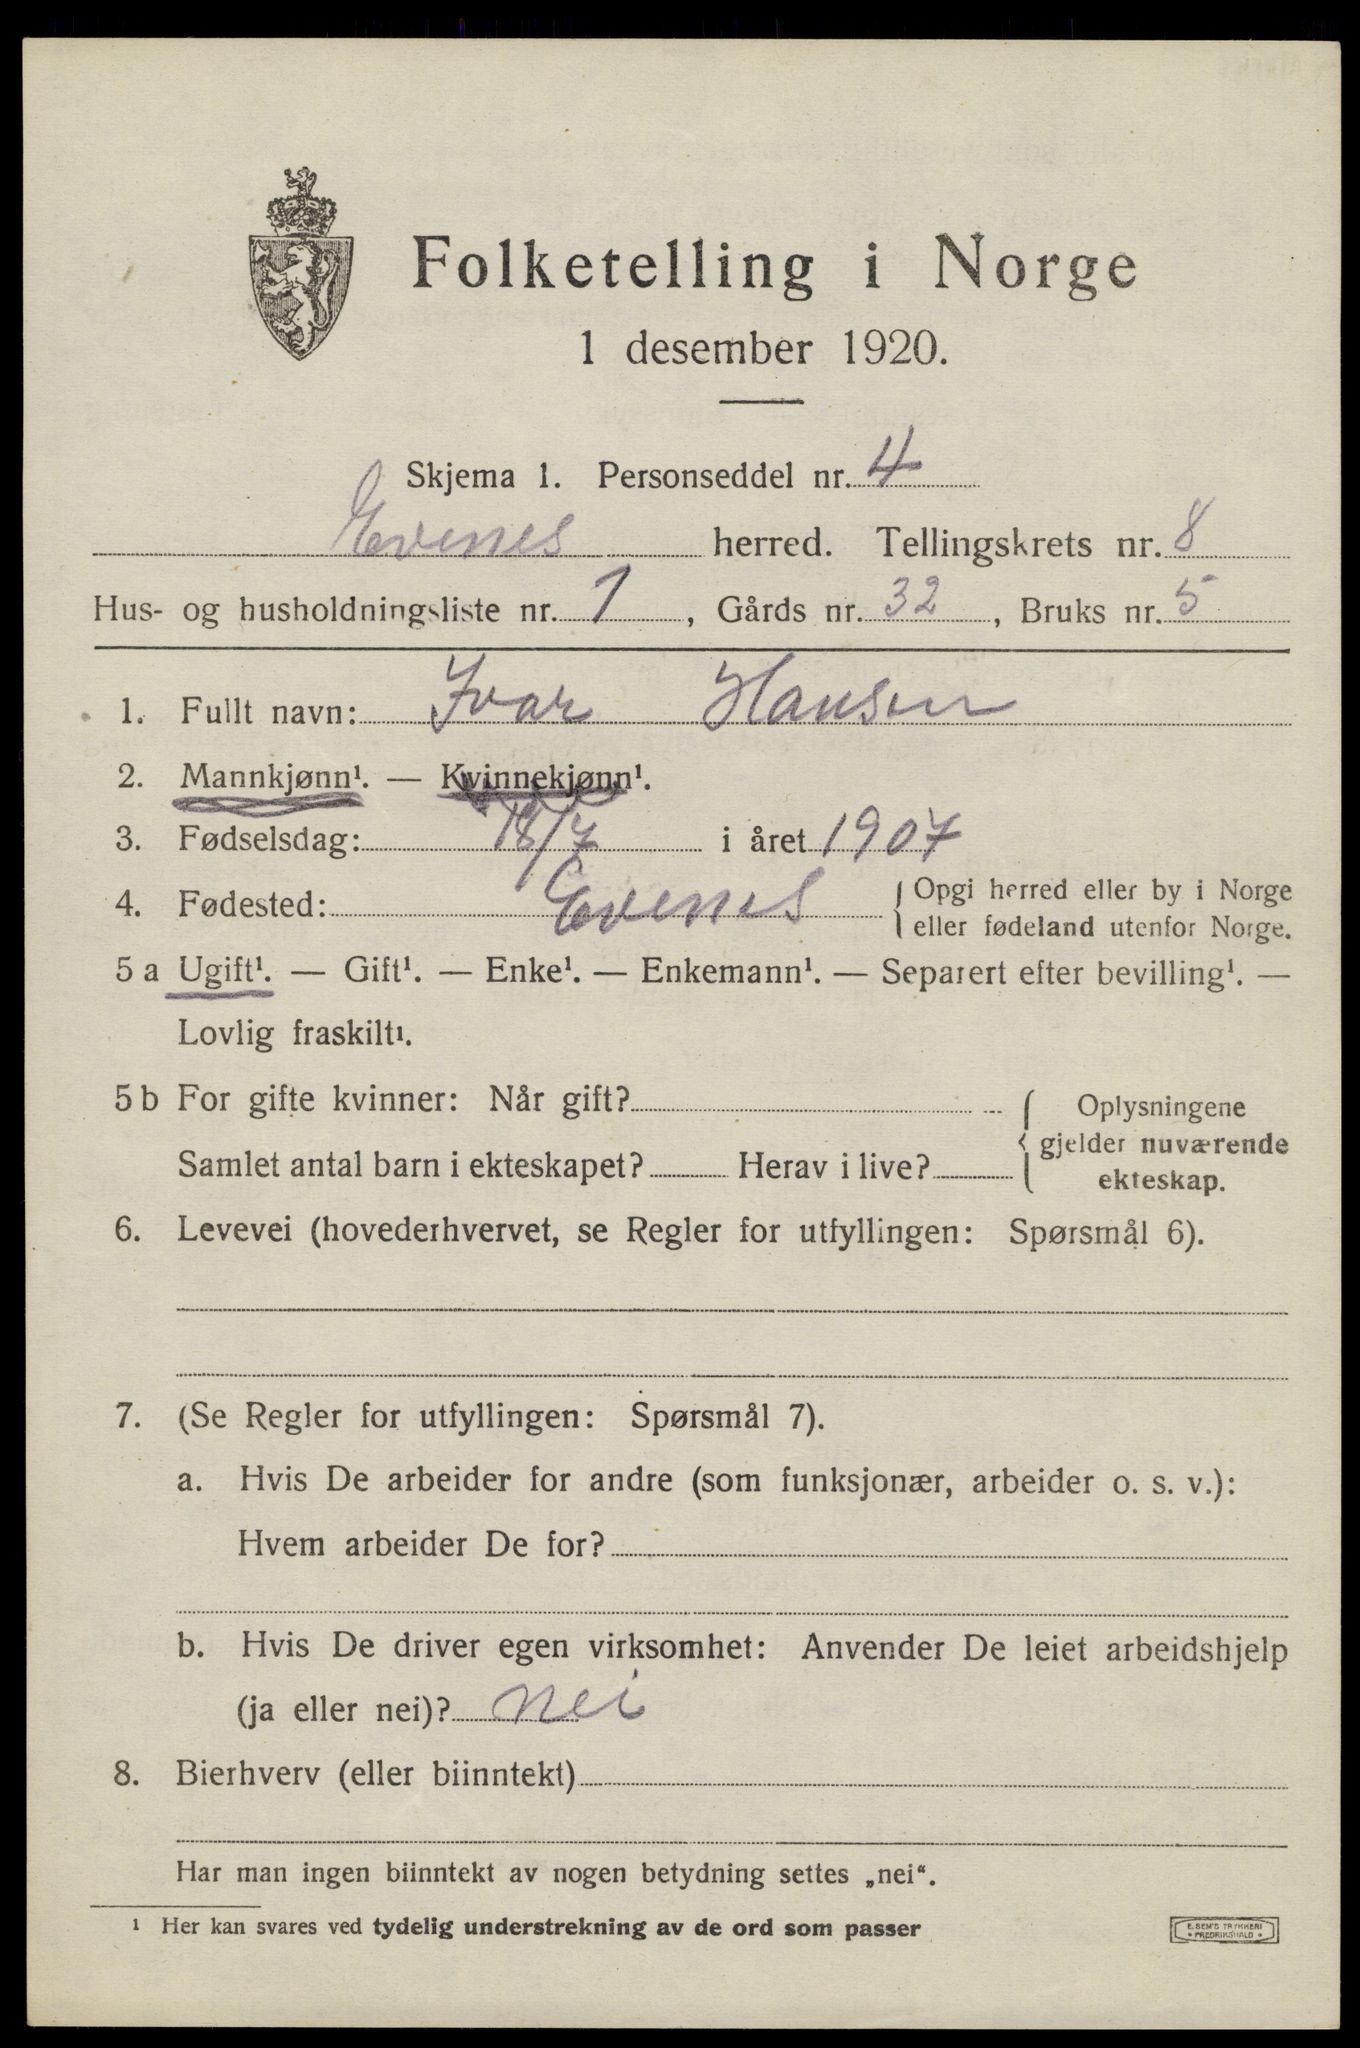 Folketelling i Norge
1 desember 1920.
Skjema 1. Personseddel nr. 4
Evenes herred. Tellingskrets nr. 8
Hus- og husholdningsliste nr. 1, Gårds nr. 32, Bruks nr. 5
1. Fullt navn: Ivar Hansen
2. Mannkjønn¹. — Kvinnekjønn¹.
3. Fødselsdag: 18/7 i året 1907
4. Fødested: Evenes { Opgi herred eller by i Norge
eller fødeland utenfor Norge.
5 a Ugift¹. — Gift¹. — Enke¹. — Enkemann¹. — Separert efter bevilling¹. —
Lovlig fraskilt¹.
5 b For gifte kvinner: Når gift? { Oplysningene
gjelder nuværende
Samlet antal barn i ekteskapet? Herav i live? ekteskap.
6. Levevei (hovederhvervet, se Regler for utfyllingen: Spørsmål 6).
7. (Se Regler for utfyllingen: Spørsmål 7).
a. Hvis De arbeider for andre (som funksjonær, arbeider o. s. v.):
Hvem arbeider De for?
b. Hvis De driver egen virksomhet: Anvender De leiet arbeidshjelp
(ja eller nei)? nei
8. Bierhverv (eller biinntekt)
Har man ingen biinntekt av nogen betydning settes „nei“.
¹ Her kan svares ved tydelig understrekning av de ord som passer
E. SEM'S TRYKKERI
• FREDRIKSHALD •